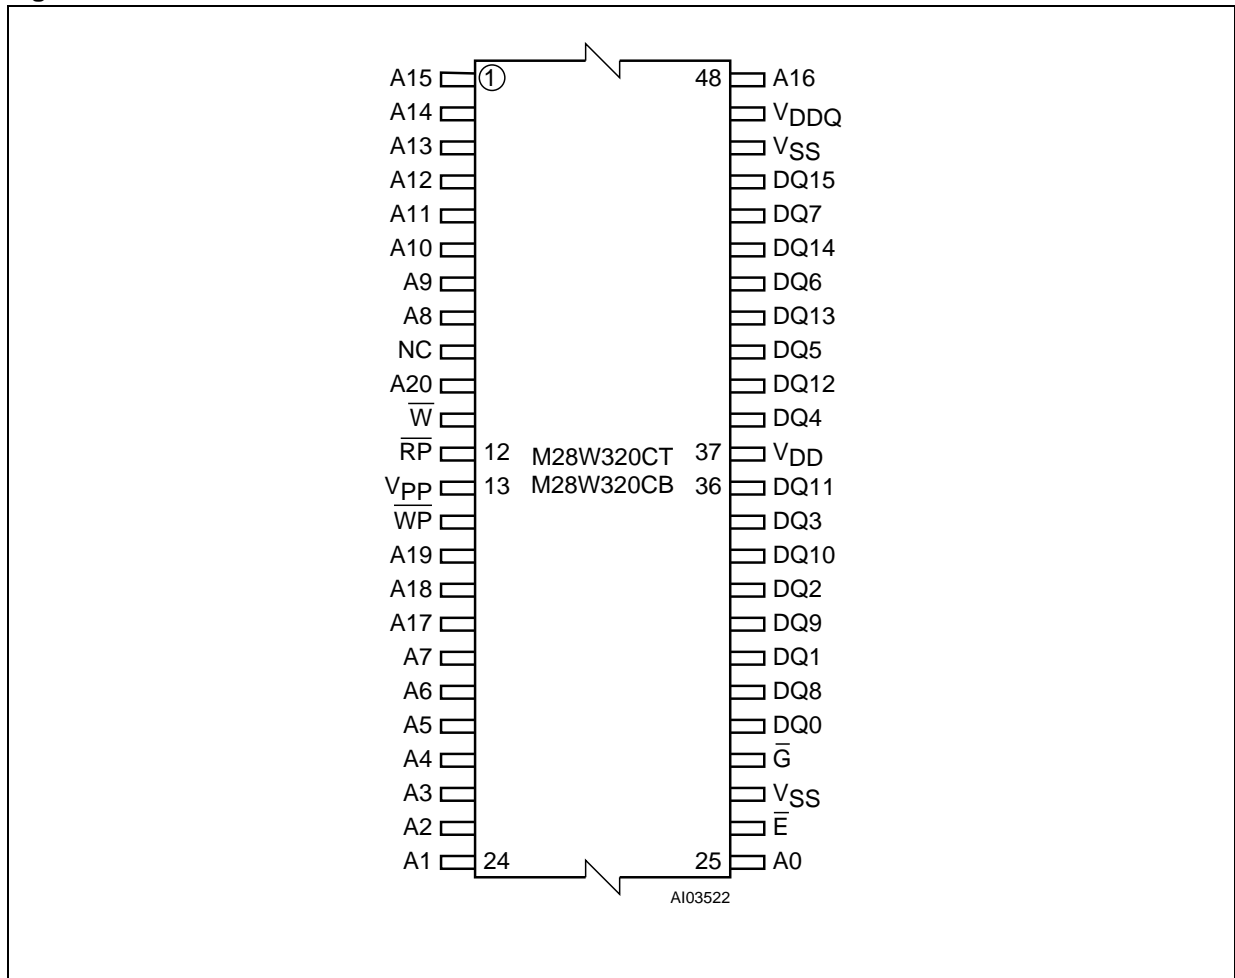 A15 1 48 A16
A14 VDDQ
A13 VSS
A12 DQ15
A11 DQ7
A10 DQ14
A9 DQ6
A8 DQ13
NC DQ5
A20 DQ12
W̅ DQ4
R̅P̅ 12 M28W320CT 37 VDD
VPP 13 M28W320CB 36 DQ11
W̅P̅ DQ3
A19 DQ10
A18 DQ2
A17 DQ9
A7 DQ1
A6 DQ8
A5 DQ0
A4 G̅
A3 VSS
A2 E̅
A1 24 25 A0
AI03522